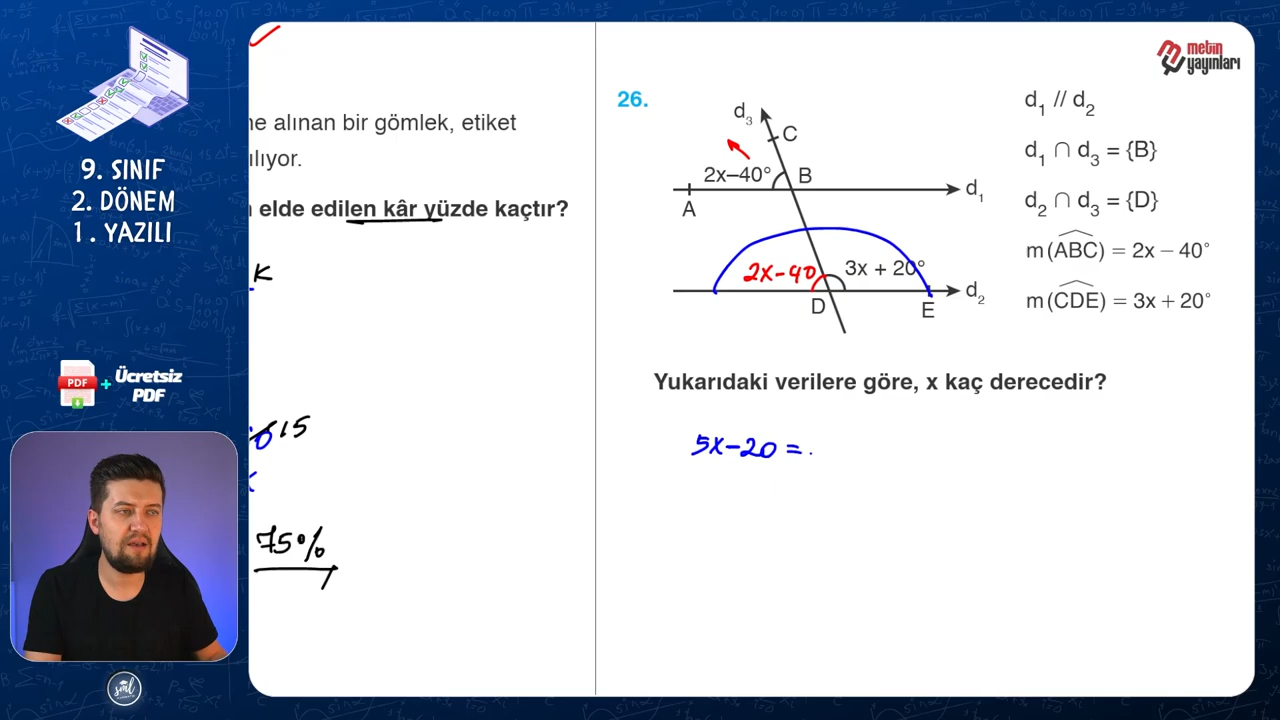 9. SINIF
2. DÖNEM
1. YAZILI
PDF
+ Ücretsiz
PDF
sml
alınan bir gömlek, etiket
elde edilen kâr yüzde kaçtır?
K
15
75%
metin
yayınları
26.
d3
C
2x–40°
B
d1
A
2x-40
3x + 20°
d2
D
E
d1 // d2
d1 ∩ d3 = {B}
d2 ∩ d3 = {D}
m(ABC) = 2x – 40°
m(CDE) = 3x + 20°
Yukarıdaki verilere göre, x kaç derecedir?
5x-20 =